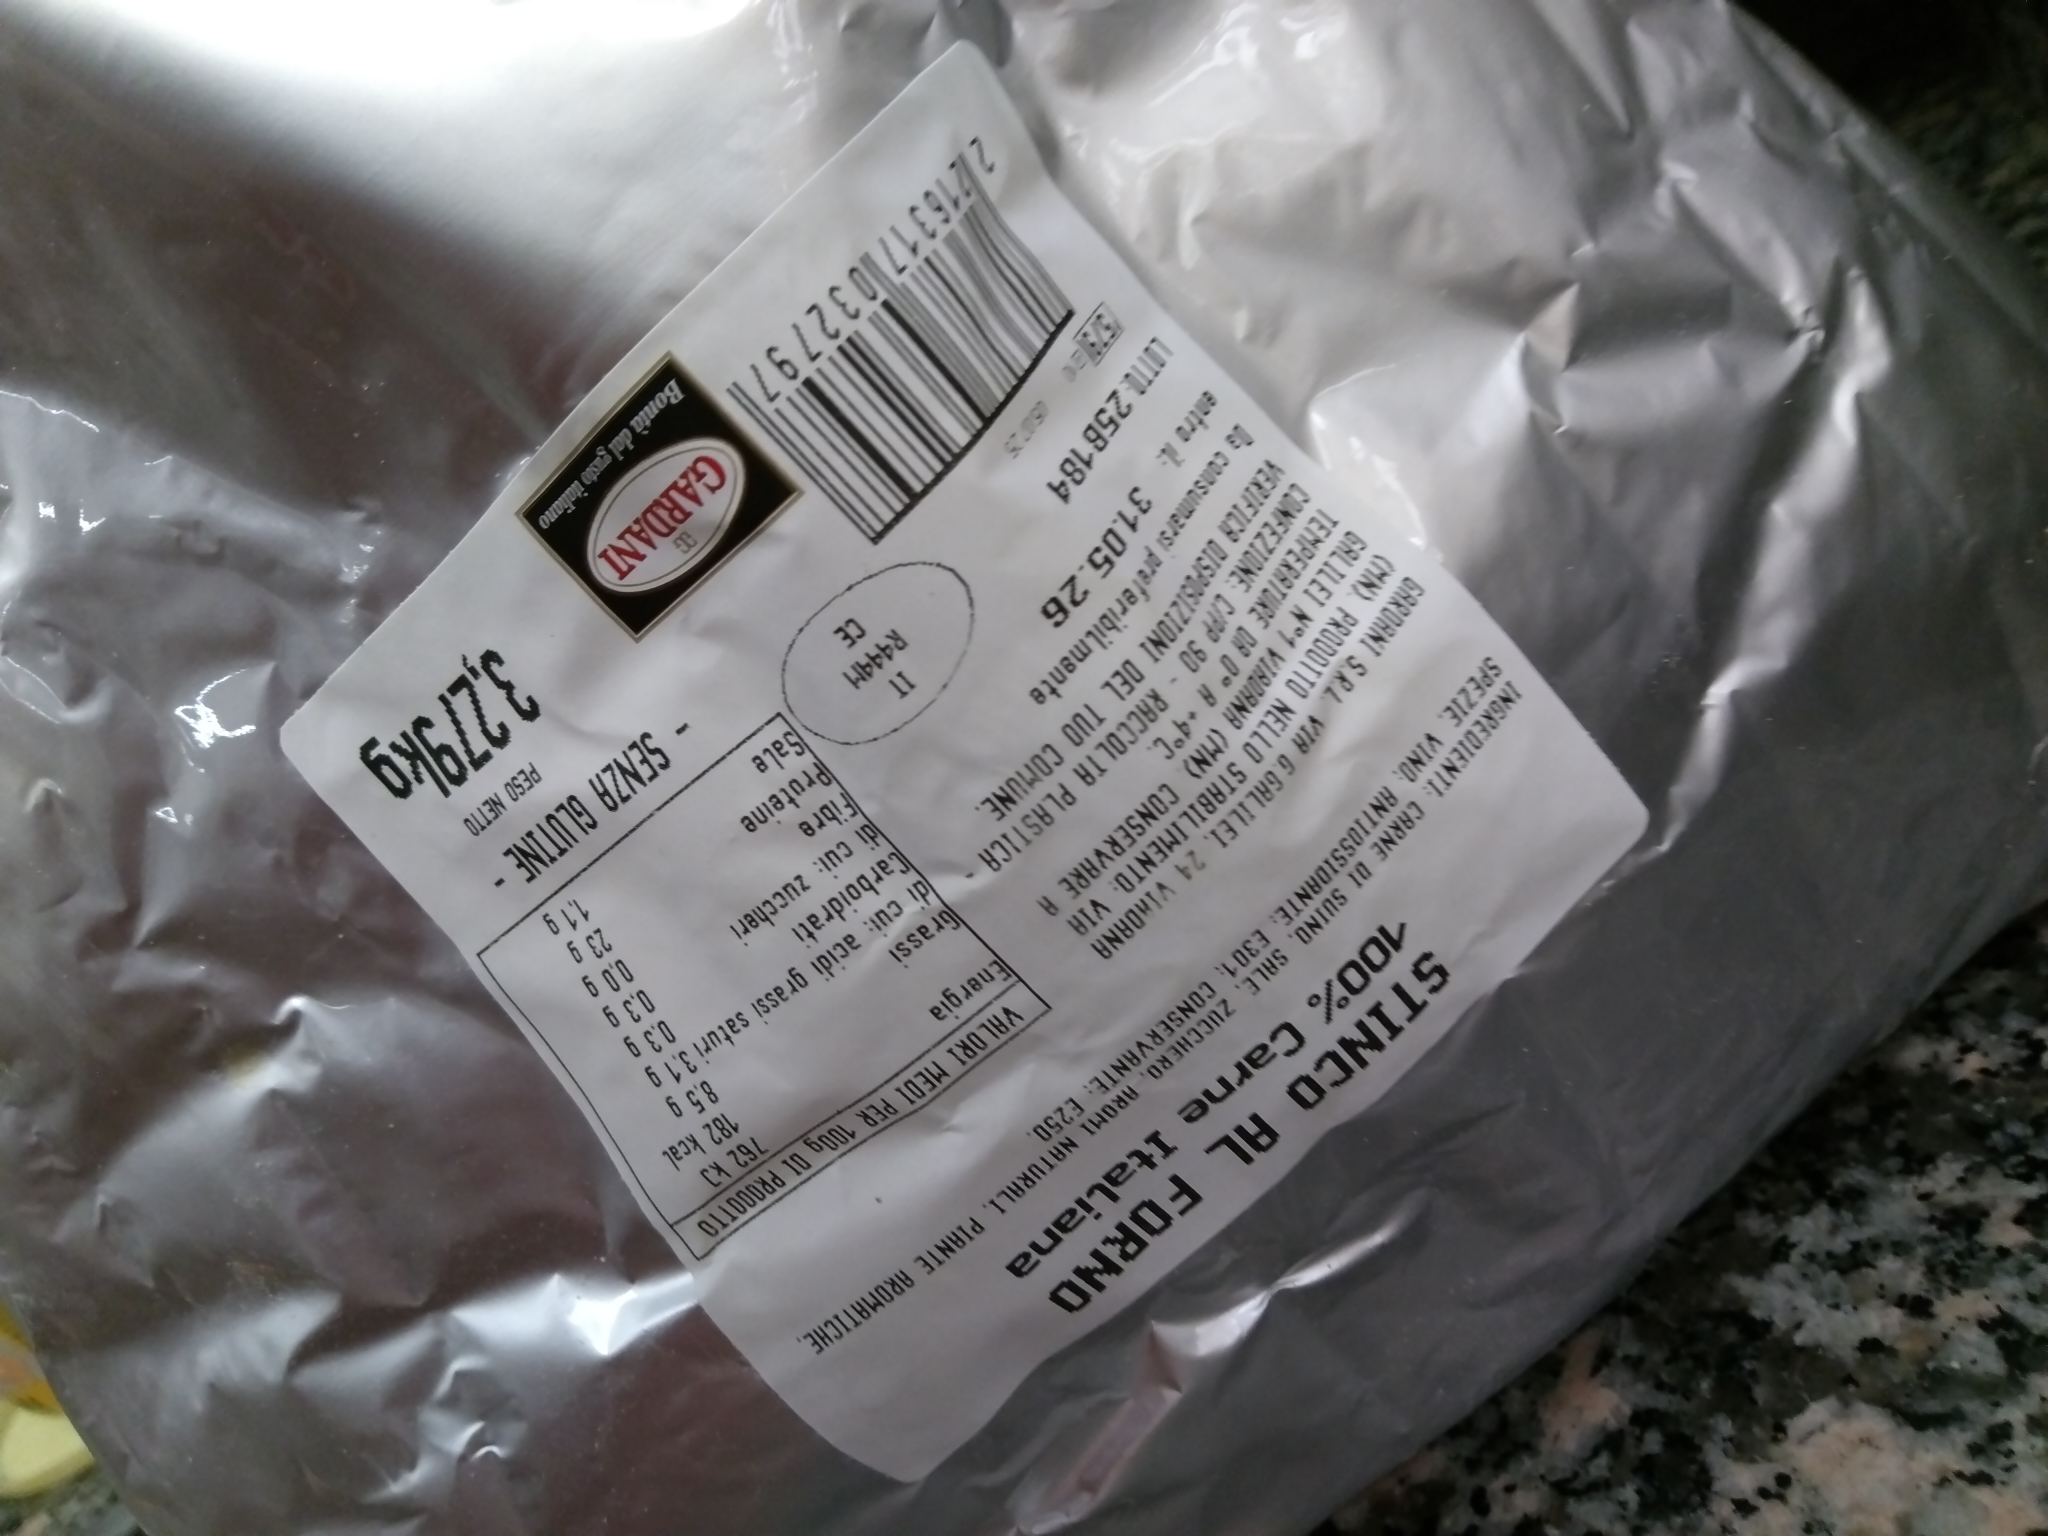 STINCO AL FORNO
100% Carne Italiana
INGREDIENTI: CARNE DI SUINO, SALE, ZUCCHERO, AROMI NATURALI, PIANTE AROMATICHE,
SPEZIE, VINO. ANTIOSSIDANTE: E301; CONSERVANTE: E250.
GARDANI S.R.L. VIA G GALILEI, 24 VIADANA
(MN). PRODOTTO NELLO STABILIMENTO: VIA
GALILEI N°1 VIADANA (MN) CONSERVARE A
TEMPERATURE DA 0° A +4°C.
CONFEZIONE: C/PP 90 - RACCOLTA PLASTICA -
VERIFICA DISPOSIZIONI DEL TUO COMUNE.
Da consumarsi preferibilmente
entro il: 31.05.26
LOTTO 256184
VALORI MEDI PER 100g DI PRODOTTO
Energia 762 kJ
182 kcal
Grassi 8,5 g
di cui: acidi grassi saturi 3,1 g
Carboidrati 0,3 g
di cui: zuccheri 0,3 g
Fibre 0,0 g
Proteine 23 g
Sale 1,1 g
IT
R444M
CE
2 216317 032797
- SENZA GLUTINE -
PESO NETTO
3,279kg
GG
GARDANI
Bontà dal gusto italiano